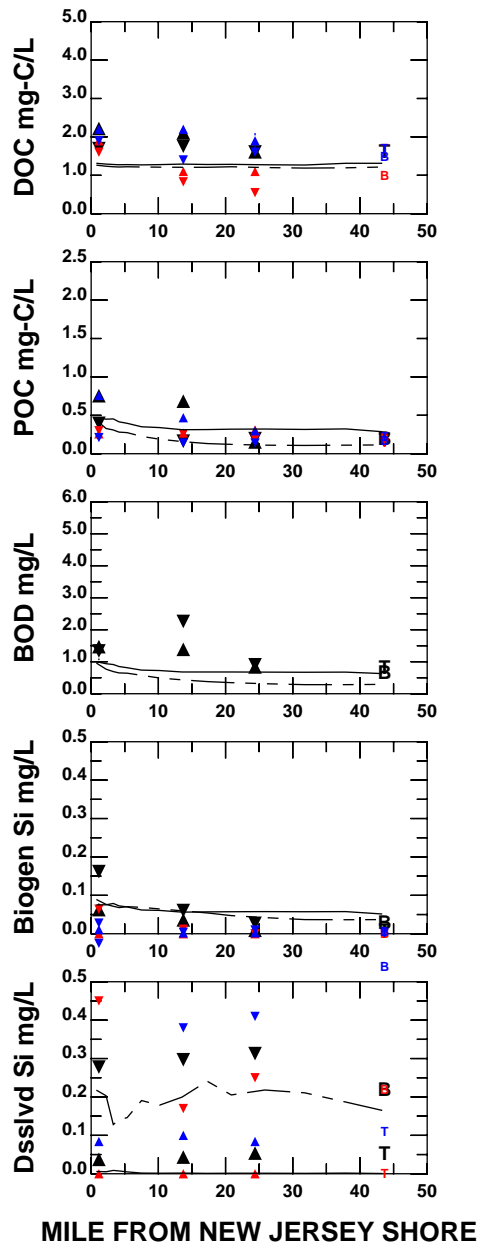 DOC mg-C/L
5.0
4.0
3.0
2.0
1.0
0.0
T
B
B
0 10 20 30 40 50
POC mg-C/L
2.5
2.0
1.5
1.0
0.5
0.0
B
0 10 20 30 40 50
BOD mg/L
6.0
5.0
4.0
3.0
2.0
1.0
0.0
T
B
0 10 20 30 40 50
Biogen Si mg/L
0.5
0.4
0.3
0.2
0.1
0.0
B
B
0 10 20 30 40 50
Dsslvd Si mg/L
0.5
0.4
0.3
0.2
0.1
0.0
B
T
T
T
0 10 20 30 40 50
MILE FROM NEW JERSEY SHORE